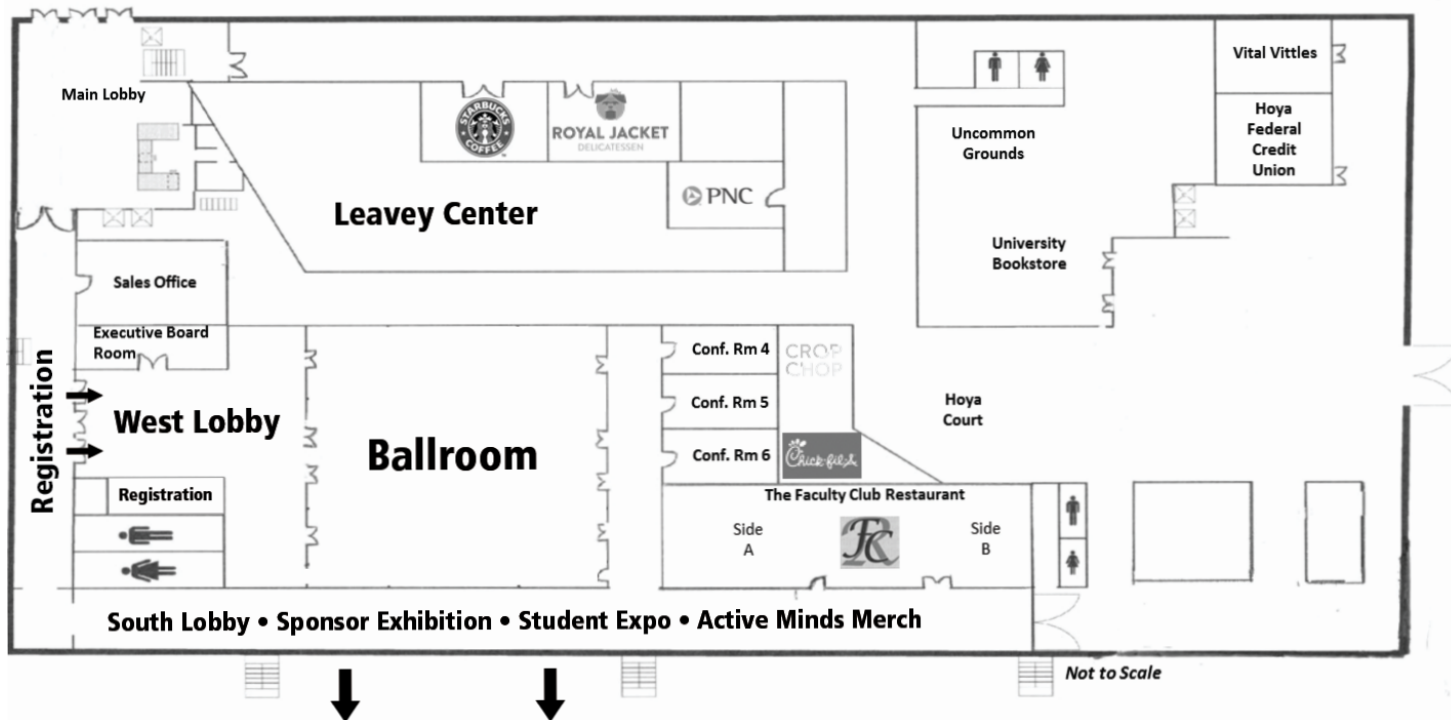 Main Lobby
STARBUCKS
COFFEE
ROYAL JACKET
DELICATESSEN
PNC
Leavey Center
Uncommon
Grounds
Vital Vittles
Hoya
Federal
Credit
Union
University
Bookstore
Sales Office
Executive Board
Room
Registration
West Lobby
Registration
Ballroom
Conf. Rm 4
Conf. Rm 5
Conf. Rm 6
CROP
CHOP
Chick-fil-A
Hoya
Court
The Faculty Club Restaurant
Side
A
FCR
Side
B
South Lobby • Sponsor Exhibition • Student Expo • Active Minds Merch
Not to Scale